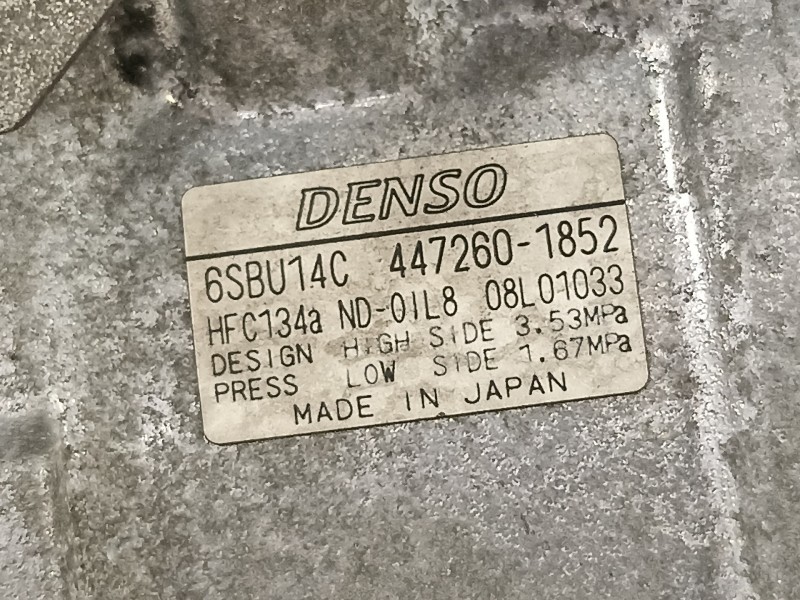 DENSO
6SBU14C 447260-1852
HFC134a ND-OIL8 08L01033
DESIGN HIGH SIDE 3.53MPa
PRESS LOW SIDE 1.67MPa
MADE IN JAPAN